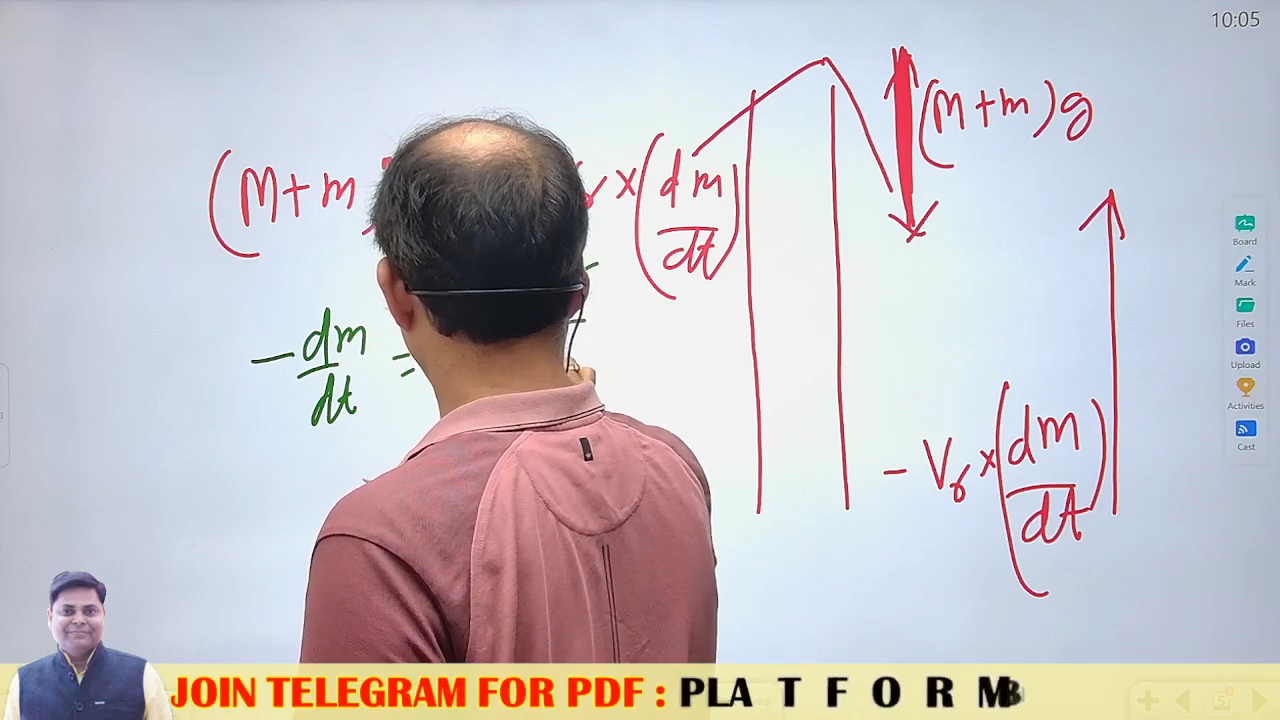 10:05
(M+m)g
(M+m
× (dm/dt)
- dm/dt =
- Vr × (dm/dt)
Board
Mark
Files
Upload
Activities
Cast
JOIN TELEGRAM FOR PDF : PLATFORM